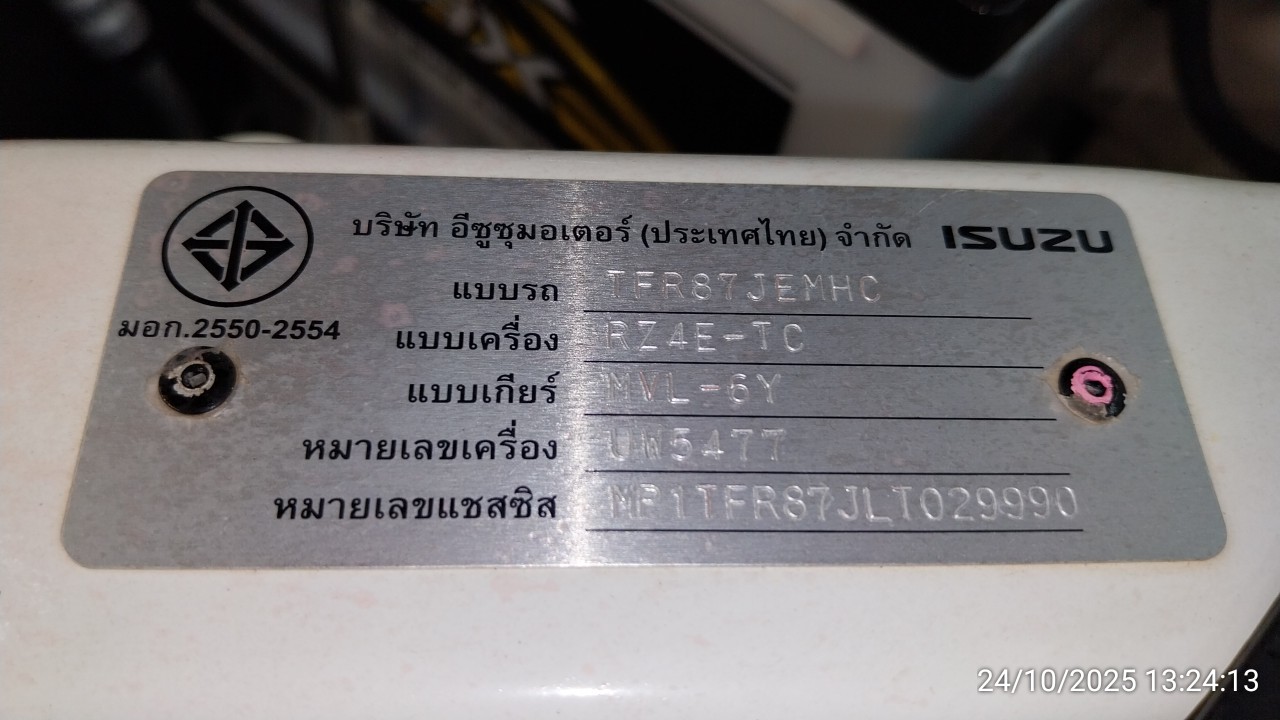 บริษัท อีซูซุมอเตอร์ (ประเทศไทย) จำกัด ISUZU
มอก.2550-2554
แบบรถ TFR87JEMHC
แบบเครื่อง RZ4E-TC
แบบเกียร์ MVL-6Y
หมายเลขเครื่อง UW5477
หมายเลขแชสซิส MP1TFR87JLT029990
24/10/2025 13:24:13